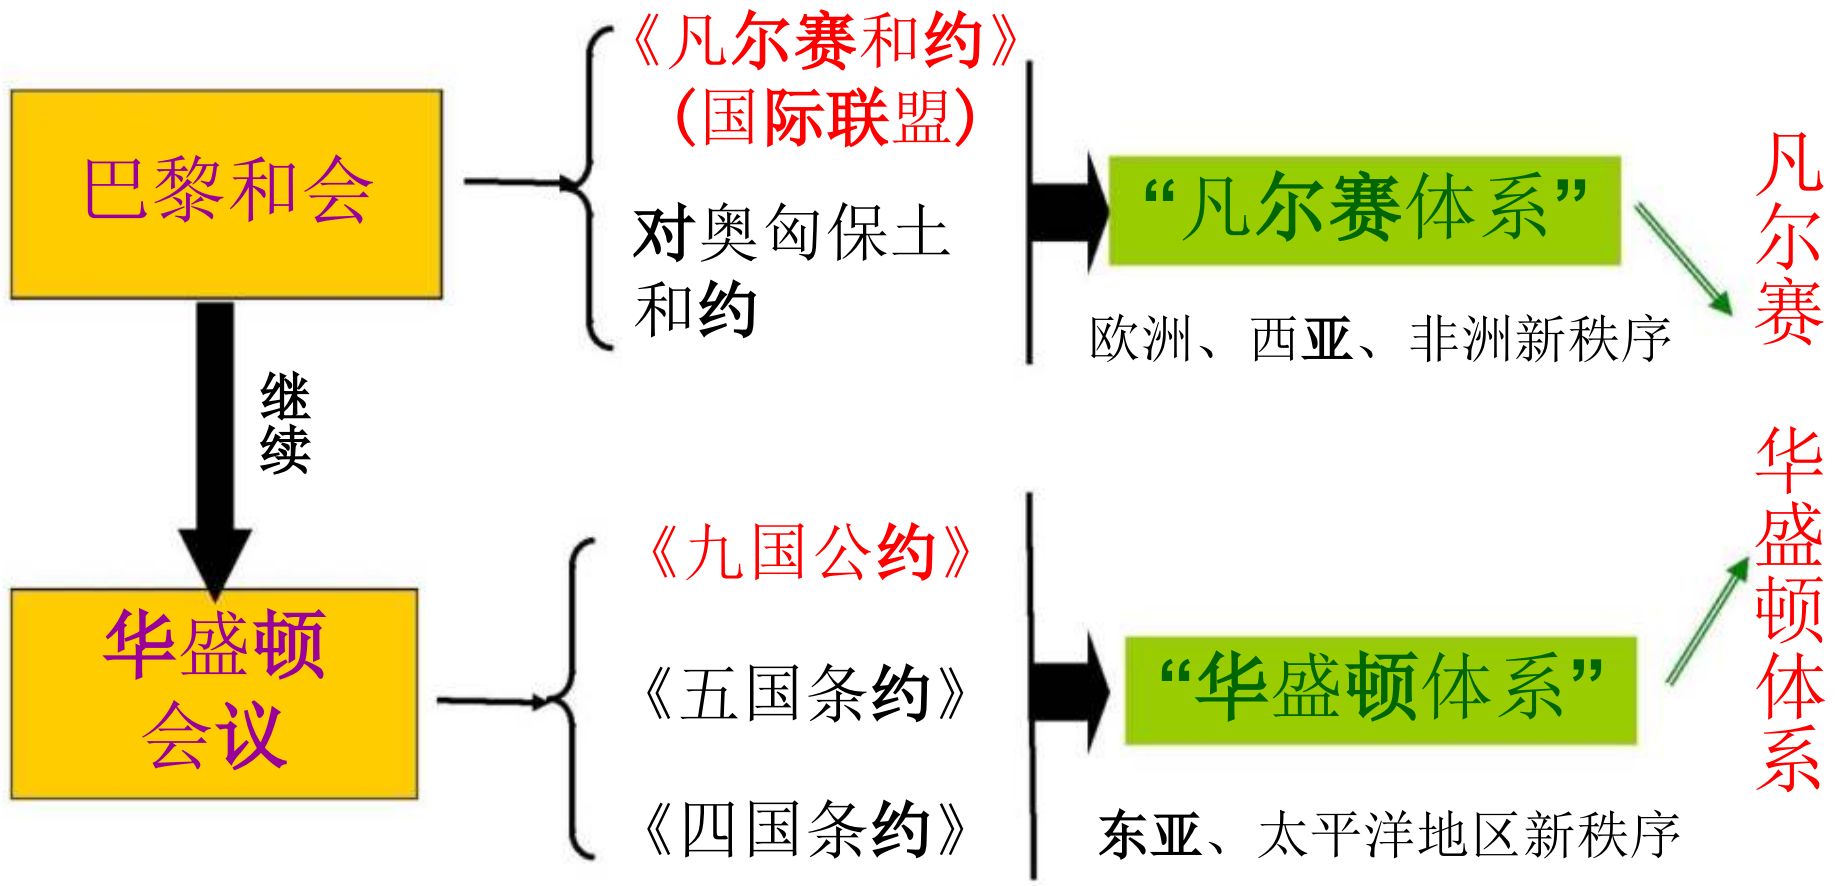 巴黎和会
《凡尔赛和约》
(国际联盟)
对奥匈保土
和约
“凡尔赛体系”
欧洲、西亚、非洲新秩序
继续
华盛顿
会议
《九国公约》
《五国条约》
《四国条约》
“华盛顿体系”
东亚、太平洋地区新秩序
凡尔赛
华盛顿体系